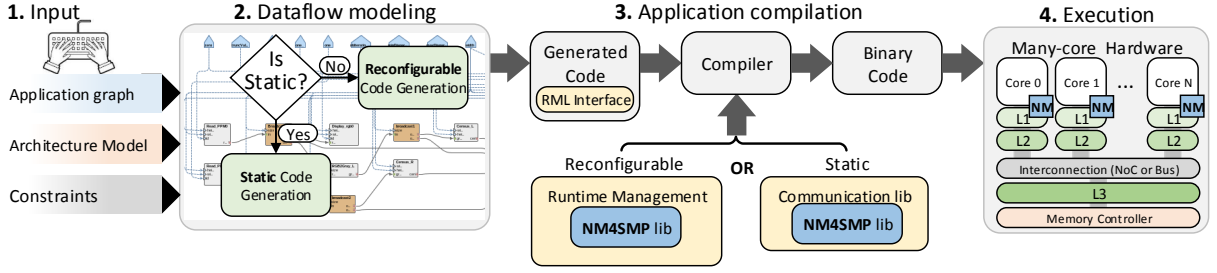 1. Input
Application graph
Architecture Model
Constraints
2. Dataflow modeling
Is
Static?
No
Reconfigurable
Code Generation
Yes
Static Code
Generation
3. Application compilation
Generated
Code
RML Interface
Compiler
Binary
Code
Reconfigurable
OR
Static
Runtime Management
NM4SMP lib
Communication lib
NM4SMP lib
4. Execution
Many-core Hardware
Core 0
Core 1
...
Core N
NM
NM
NM
L1
L1
L1
L2
L2
L2
Interconnection (NoC or Bus)
L3
Memory Controller